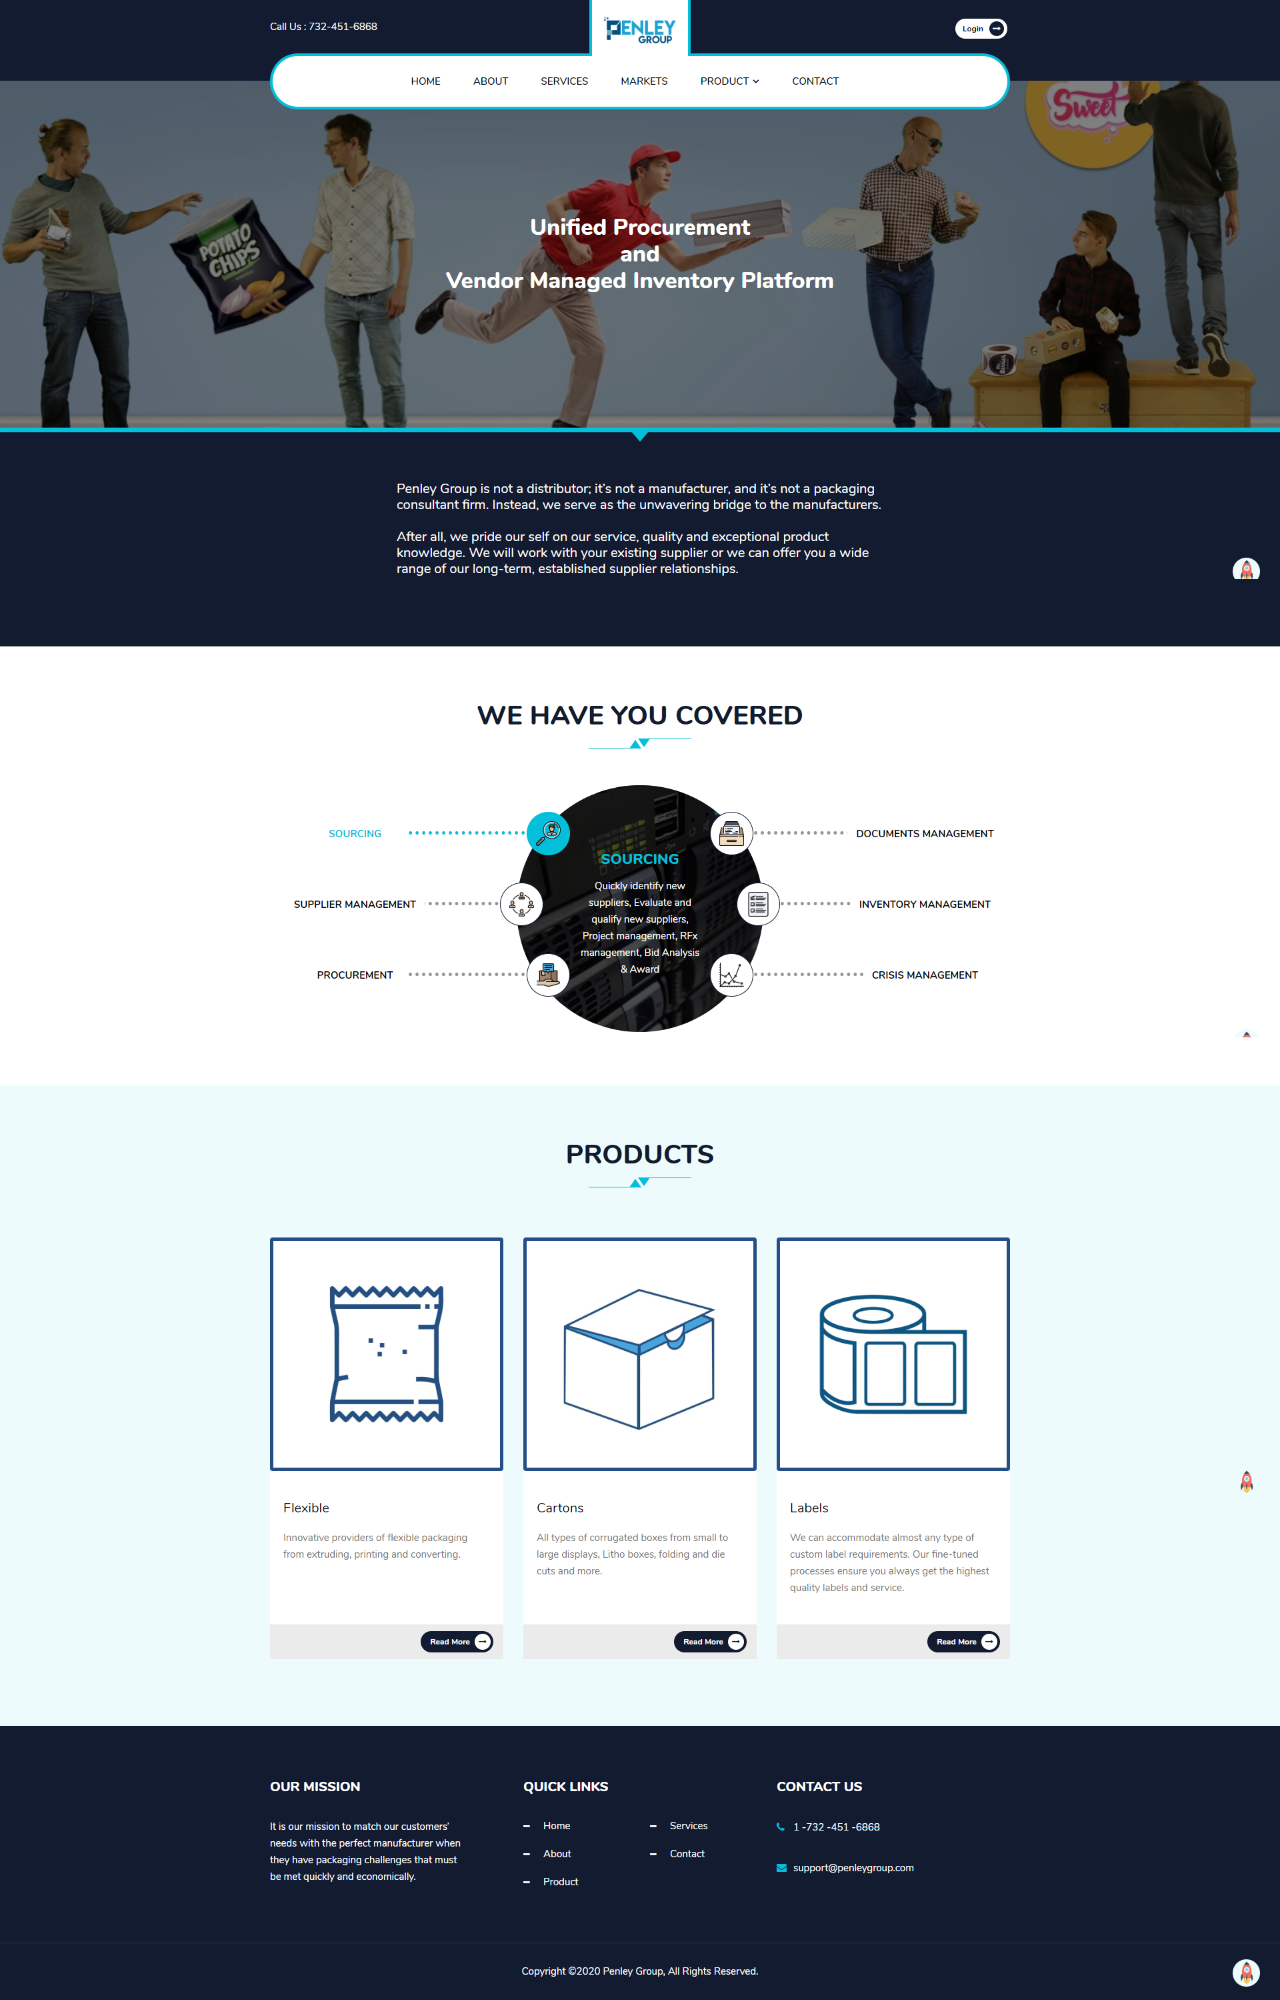 Call Us : 732-451-6868
PENLEY
GROUP
Login
HOME ABOUT SERVICES MARKETS PRODUCT CONTACT
Sweet
POTATO
CHIPS
Unified Procurement
and
Vendor Managed Inventory Platform
Penley Group is not a distributor; it's not a manufacturer, and it's not a packaging
consultant firm. Instead, we serve as the unwavering bridge to the manufacturers.
After all, we pride our self on our service, quality and exceptional product
knowledge. We will work with your existing supplier or we can offer you a wide
range of our long-term, established supplier relationships.
WE HAVE YOU COVERED
SOURCING
SUPPLIER MANAGEMENT
PROCUREMENT
SOURCING
Quickly identify new
suppliers, Evaluate and
qualify new suppliers,
Project management, RFx
management, Bid Analysis
& Award
DOCUMENTS MANAGEMENT
INVENTORY MANAGEMENT
CRISIS MANAGEMENT
PRODUCTS
Flexible
Innovative providers of flexible packaging
from extruding, printing and converting.
Read More
Cartons
All types of corrugated boxes from small to
large displays, Litho boxes, folding and die
cuts and more.
Read More
Labels
We can accommodate almost any type of
custom label requirements. Our fine-tuned
processes ensure you always get the highest
quality labels and service.
Read More
OUR MISSION
It is our mission to match our customers'
needs with the perfect manufacturer when
they have packaging challenges that must
be met quickly and economically.
QUICK LINKS
Home
About
Product
Services
Contact
CONTACT US
1 -732 -451 -6868
support@penleygroup.com
Copyright ©2020 Penley Group, All Rights Reserved.